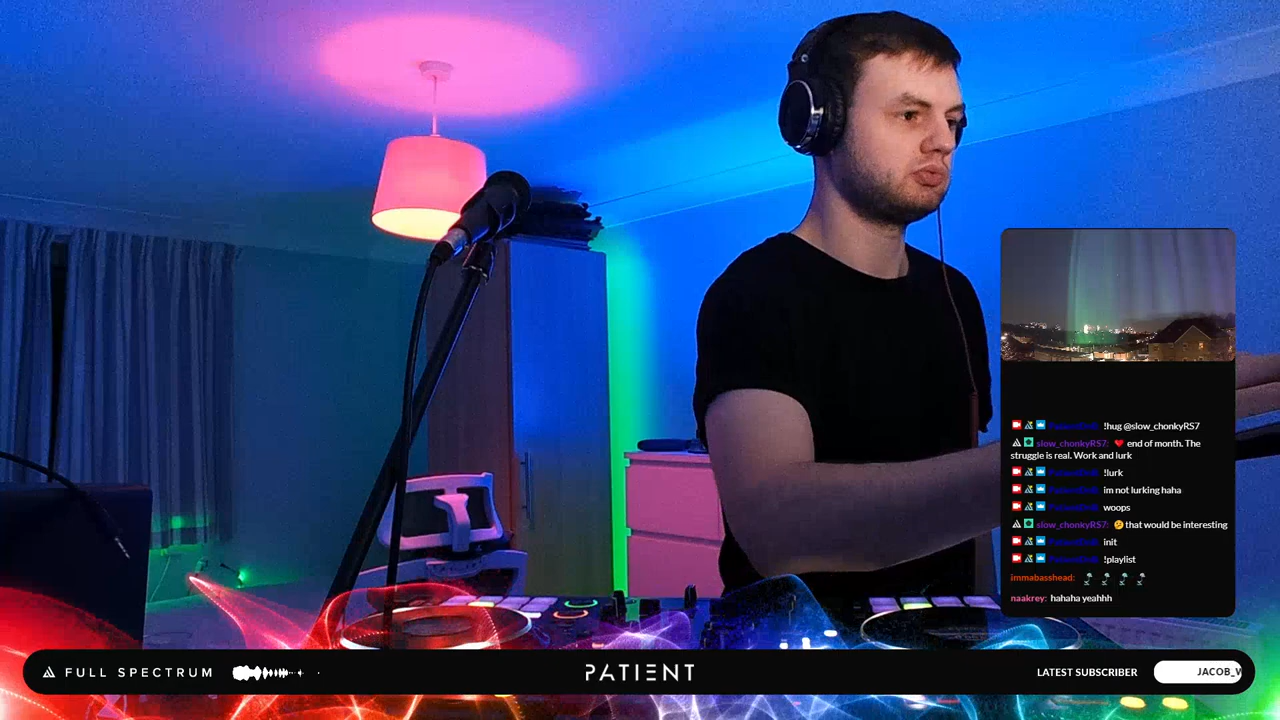 !hug @slow_chonkyRS7
slow_chonkyRS7: end of month. The
struggle is real. Work and lurk
!lurk
im not lurking haha
woops
slow_chonkyRS7: that would be interesting
init
!playlist
immabasshead:
naakrey: hahaha yeahhh
FULL SPECTRUM
PATIENT
LATEST SUBSCRIBER
JACOB_